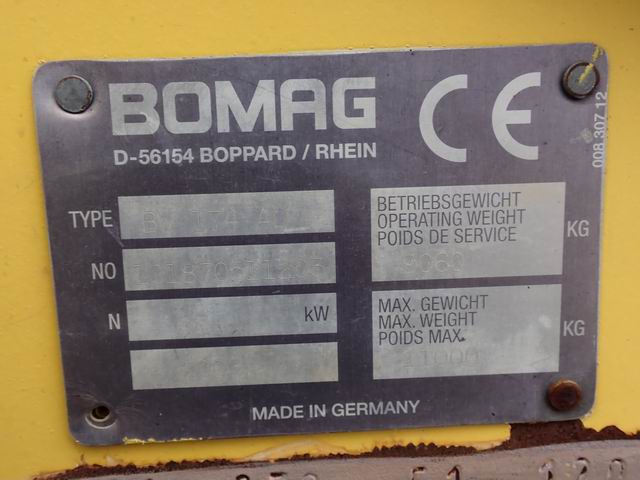 BOMAG
CE
D-56154 BOPPARD / RHEIN
008 307 12
TYPE
BETRIEBSGEWICHT
OPERATING WEIGHT
POIDS DE SERVICE
KG
NO
N
kW
MAX. GEWICHT
MAX. WEIGHT
POIDS MAX.
KG
11000
MADE IN GERMANY